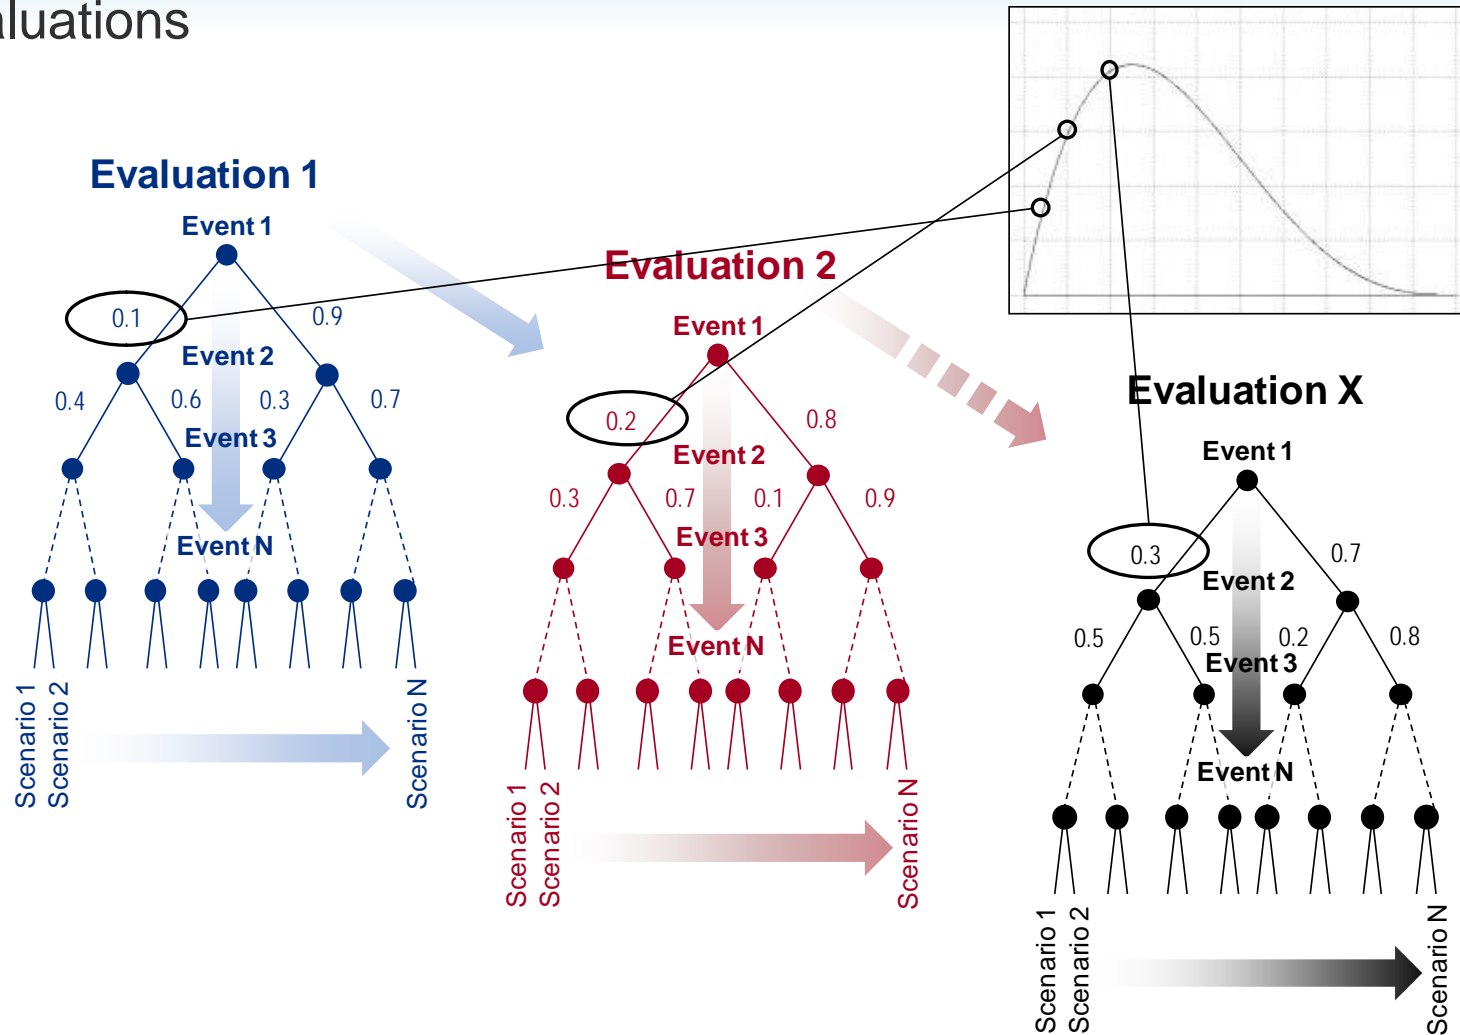 aluations
Evaluation 1
Event 1
0.1
0.9
Event 2
0.4
0.6
0.3
0.7
Event 3
Event N
Scenario 1
Scenario 2
Scenario N
Evaluation 2
Event 1
0.2
0.8
Event 2
0.3
0.7
0.1
0.9
Event 3
Event N
Scenario 1
Scenario 2
Scenario N
Evaluation X
Event 1
0.3
0.7
Event 2
0.5
0.5
0.2
0.8
Event 3
Event N
Scenario 1
Scenario 2
Scenario N